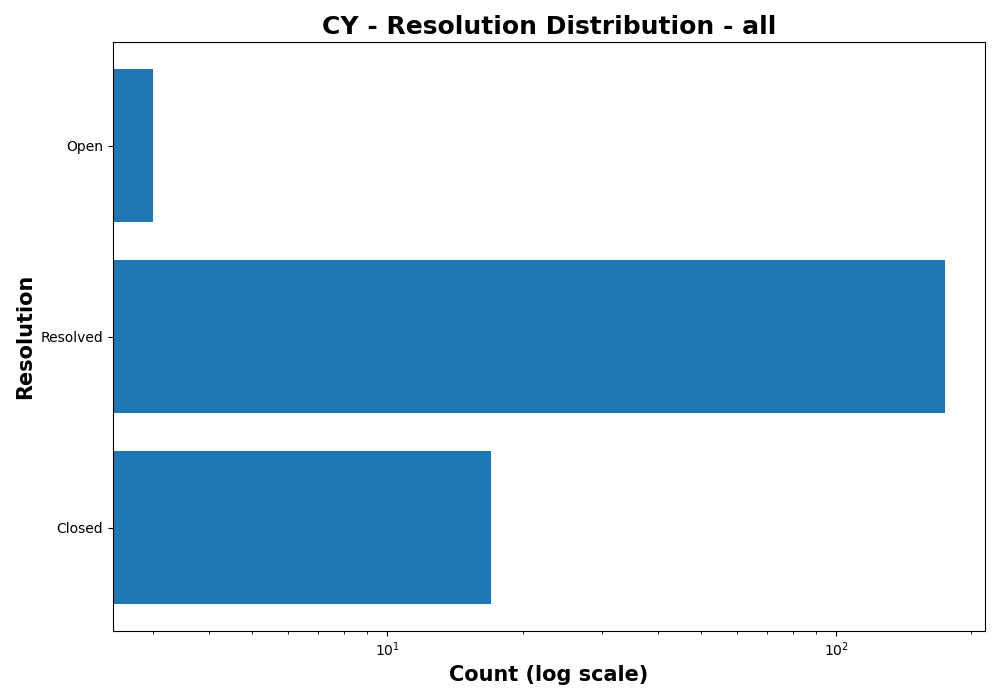 CY - Resolution Distribution - all
Open
Resolved
Closed
Resolution
10¹
10²
Count (log scale)